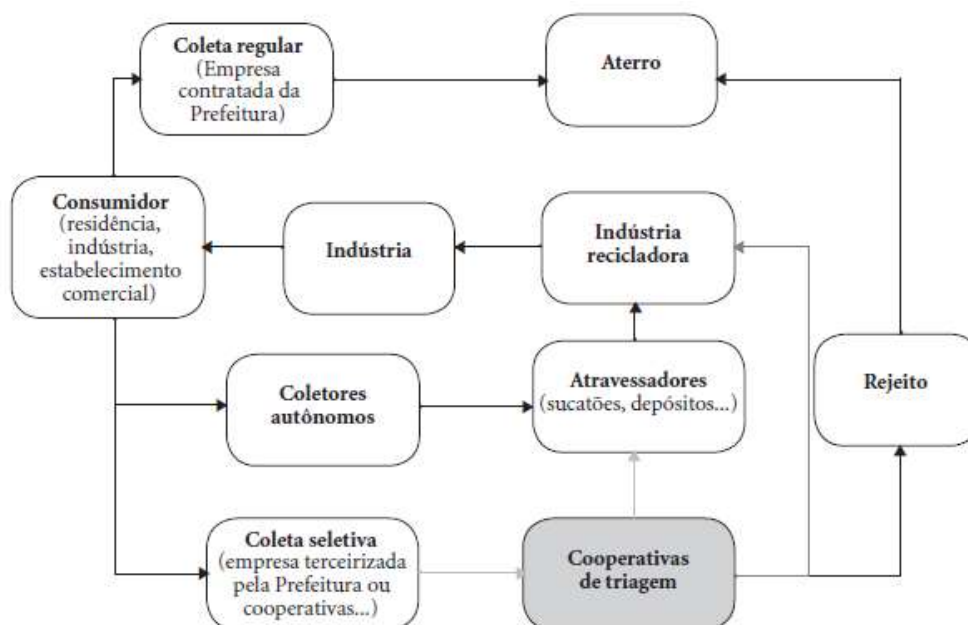 Coleta regular
(Empresa
contratada da
Prefeitura)
Aterro
Consumidor
(residência,
indústria,
estabelecimento
comercial)
Indústria
Indústria
recicladora
Coletores
autônomos
Atravessadores
(sucatões, depósitos...)
Rejeito
Coleta seletiva
(empresa terceirizada
pela Prefeitura ou
cooperativas...)
Cooperativas
de triagem